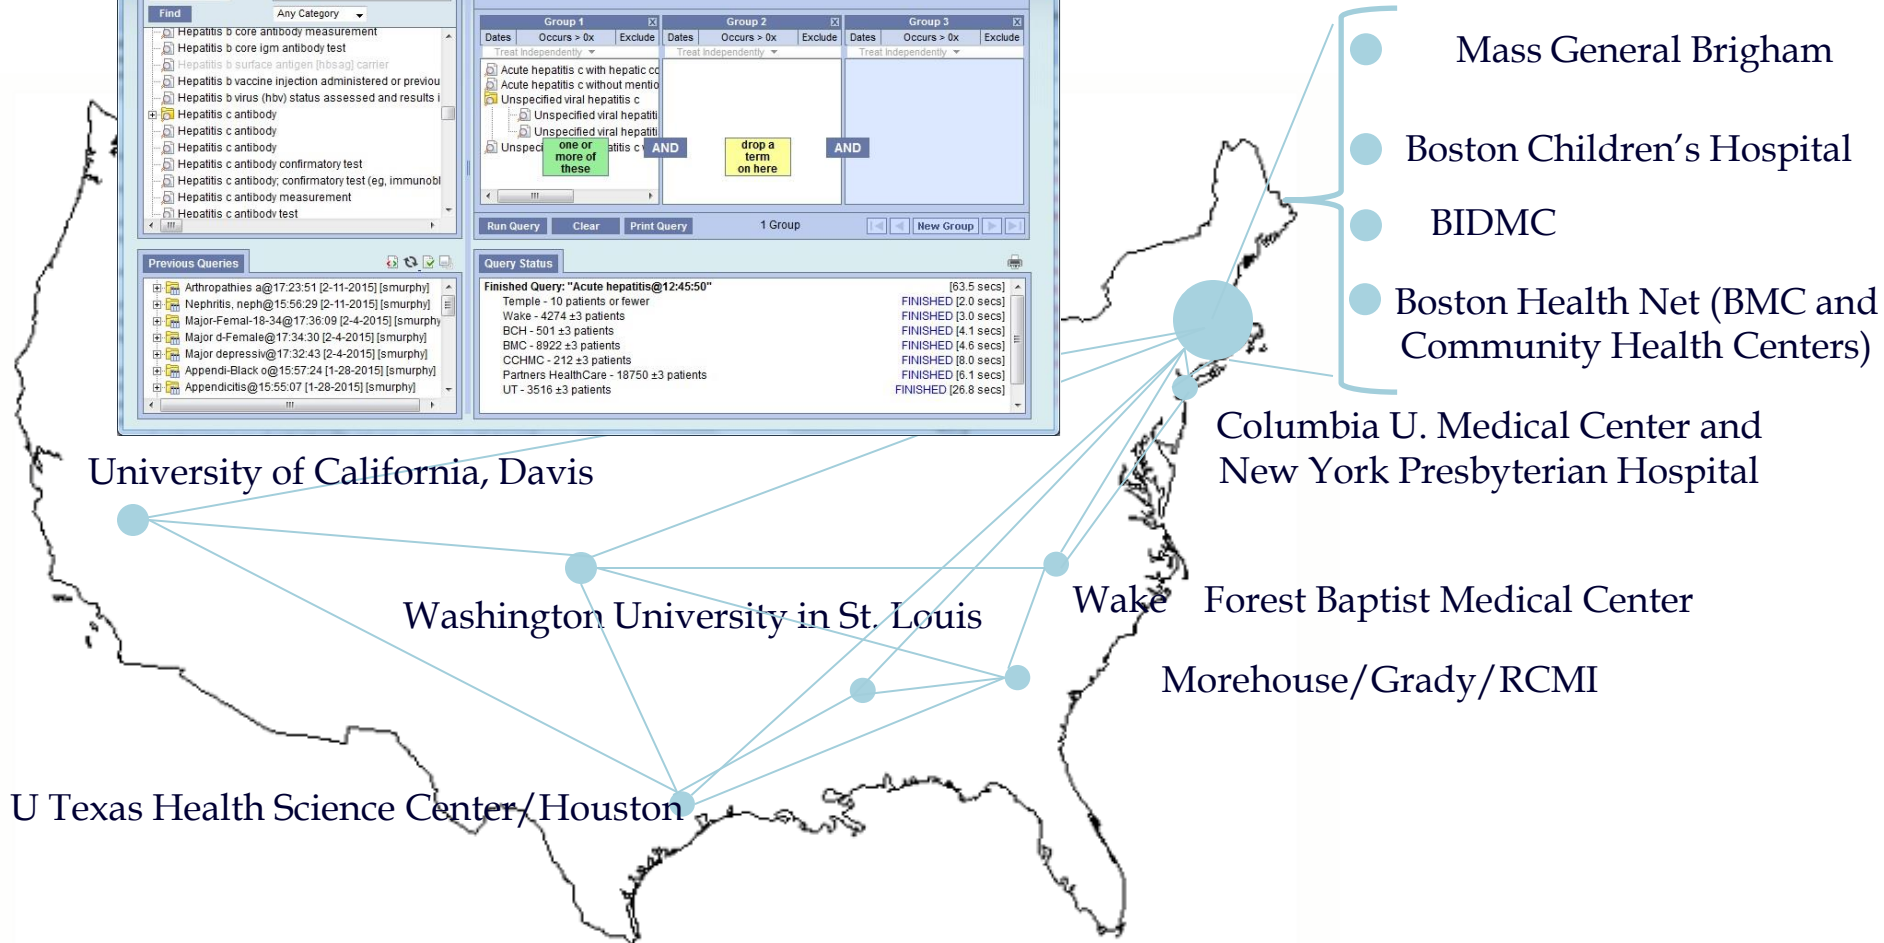 Find
Any Category
Hepatitis b core antibody measurement
Hepatitis b core igm antibody test
Hepatitis b surface antigen [hbsag] carrier
Hepatitis b vaccine injection administered or previou
Hepatitis b virus (hbv) status assessed and results i
Hepatitis c antibody
Hepatitis c antibody
Hepatitis c antibody
Hepatitis c antibody confirmatory test
Hepatitis c antibody; confirmatory test (eg, immunobl
Hepatitis c antibody measurement
Hepatitis c antibody test
Group 1
Dates Occurs > 0x Exclude
Treat Independently
Acute hepatitis c with hepatic co
Acute hepatitis c without mentio
Unspecified viral hepatitis c
Unspecified viral hepatiti
Unspecified viral hepatiti
Unspeci
atitis c
one or
more of
these
AND
Group 2
Dates Occurs > 0x Exclude
Treat Independently
drop a
term
on here
AND
Group 3
Dates Occurs > 0x Exclude
Treat Independently
Run Query Clear Print Query 1 Group New Group
Previous Queries
Arthropathies a@17:23:51 [2-11-2015] [smurphy]
Nephritis, neph@15:56:29 [2-11-2015] [smurphy]
Major-Femal-18-34@17:36:09 [2-4-2015] [smurphy
Major d-Female@17:34:30 [2-4-2015] [smurphy]
Major depressiv@17:32:43 [2-4-2015] [smurphy]
Appendi-Black o@15:57:24 [1-28-2015] [smurphy]
Appendicitis@15:55:07 [1-28-2015] [smurphy]
Query Status
Finished Query: "Acute hepatitis@12:45:50" [63.5 secs]
Temple - 10 patients or fewer FINISHED [2.0 secs]
Wake - 4274 ±3 patients FINISHED [3.0 secs]
BCH - 501 ±3 patients FINISHED [4.1 secs]
BMC - 8922 ±3 patients FINISHED [4.6 secs]
CCHMC - 212 ±3 patients FINISHED [8.0 secs]
Partners HealthCare - 18750 ±3 patients FINISHED [6.1 secs]
UT - 3516 ±3 patients FINISHED [26.8 secs]
Mass General Brigham
Boston Children's Hospital
BIDMC
Boston Health Net (BMC and
Community Health Centers)
Columbia U. Medical Center and
New York Presbyterian Hospital
University of California, Davis
Washington University in St. Louis
Wake Forest Baptist Medical Center
Morehouse/Grady/RCMI
U Texas Health Science Center/Houston